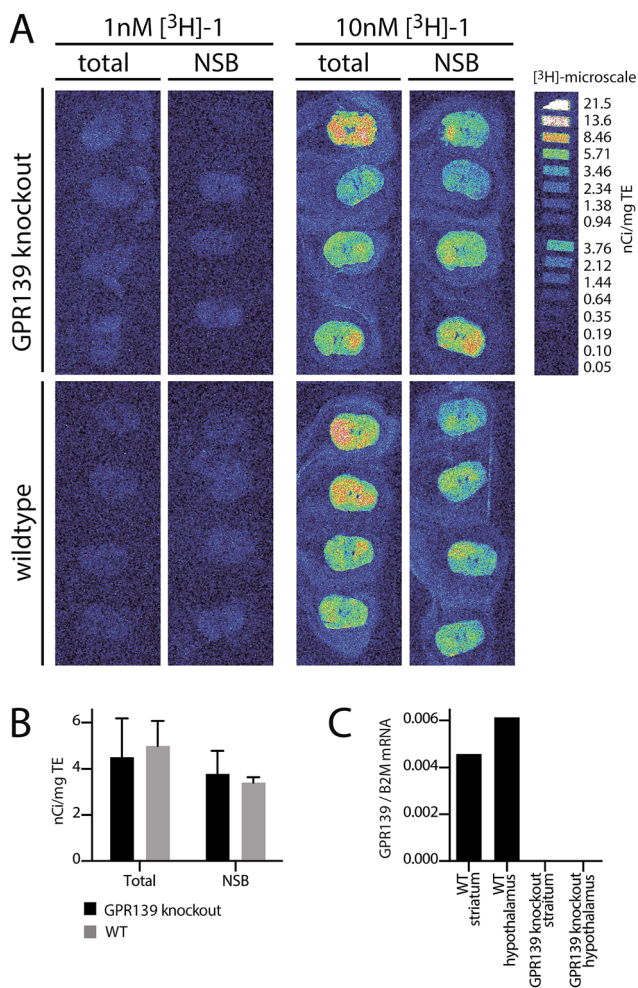 A
1nM [³H]-1
10nM [³H]-1
total
NSB
total
NSB
[³H]-microscale
GPR139 knockout
wildtype
21.5
13.6
8.46
5.71
3.46
2.34
1.38
0.94
3.76
2.12
1.44
0.64
0.35
0.19
0.10
0.05
nCi/mg TE
B
nCi/mg TE
6
4
2
0
Total
NSB
GPR139 knockout
WT
C
GPR139 / B2M mRNA
0.006
0.004
0.002
0.000
WT
striatum
WT
hypothalamus
GPR139 knockout
straitum
GPR139 knockout
hypothalamus